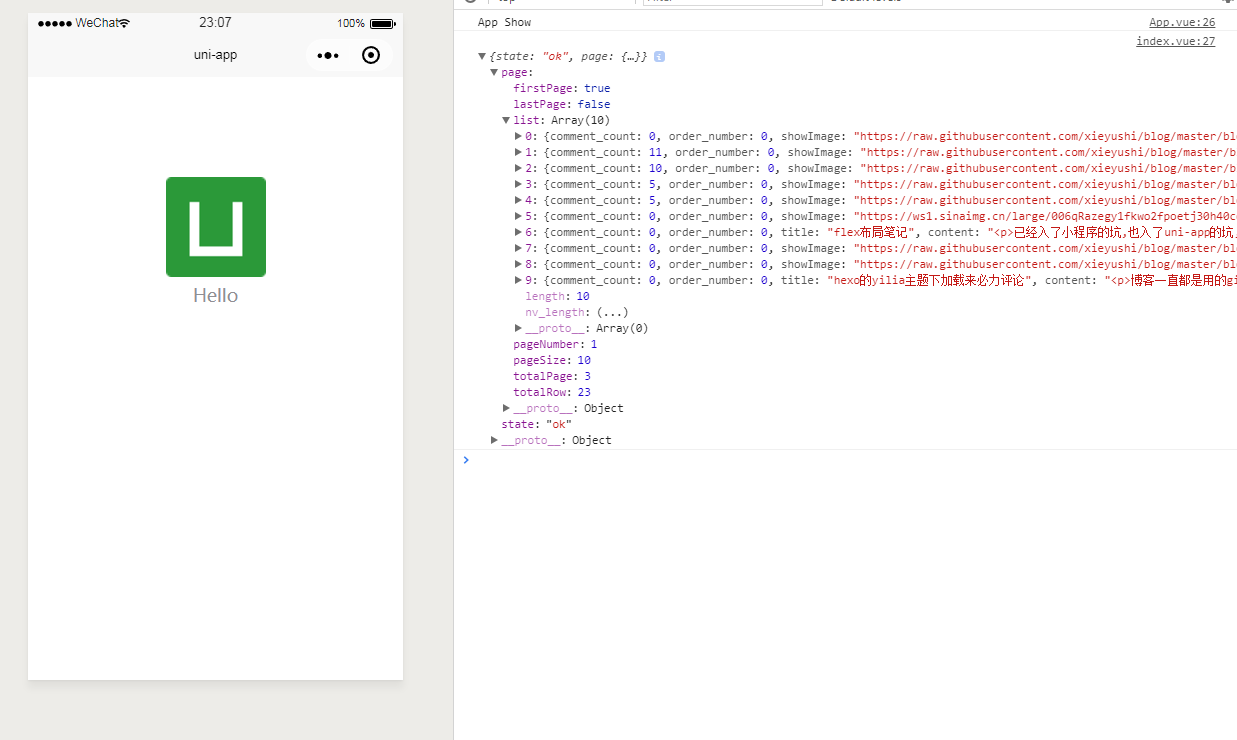 WeChat 23:07 100%
uni-app
Hello
App Show App.vue:26
index.vue:27
{state: "ok", page: {…}} i
page:
firstPage: true
lastPage: false
list: Array(10)
0: {comment_count: 0, order_number: 0, showImage: "https://raw.githubusercontent.com/xieyushi/blog/master/bl
1: {comment_count: 11, order_number: 0, showImage: "https://raw.githubusercontent.com/xieyushi/blog/master/b
2: {comment_count: 10, order_number: 0, showImage: "https://raw.githubusercontent.com/xieyushi/blog/master/b
3: {comment_count: 5, order_number: 0, showImage: "https://raw.githubusercontent.com/xieyushi/blog/master/bl
4: {comment_count: 5, order_number: 0, showImage: "https://raw.githubusercontent.com/xieyushi/blog/master/bl
5: {comment_count: 0, order_number: 0, showImage: "https://ws1.sinaimg.cn/large/006qRazegy1fkwo2fpoetj30h40c
6: {comment_count: 0, order_number: 0, title: "flex布局笔记", content: "<p>已经入了小程序的坑,也入了uni-app的坑
7: {comment_count: 0, order_number: 0, showImage: "https://raw.githubusercontent.com/xieyushi/blog/master/bl
8: {comment_count: 0, order_number: 0, showImage: "https://raw.githubusercontent.com/xieyushi/blog/master/bl
9: {comment_count: 0, order_number: 0, title: "hexo的yilia主题下加载来必力评论", content: "<p>博客一直都是用的gi
length: 10
nv_length: (...)
__proto__: Array(0)
pageNumber: 1
pageSize: 10
totalPage: 3
totalRow: 23
__proto__: Object
state: "ok"
__proto__: Object